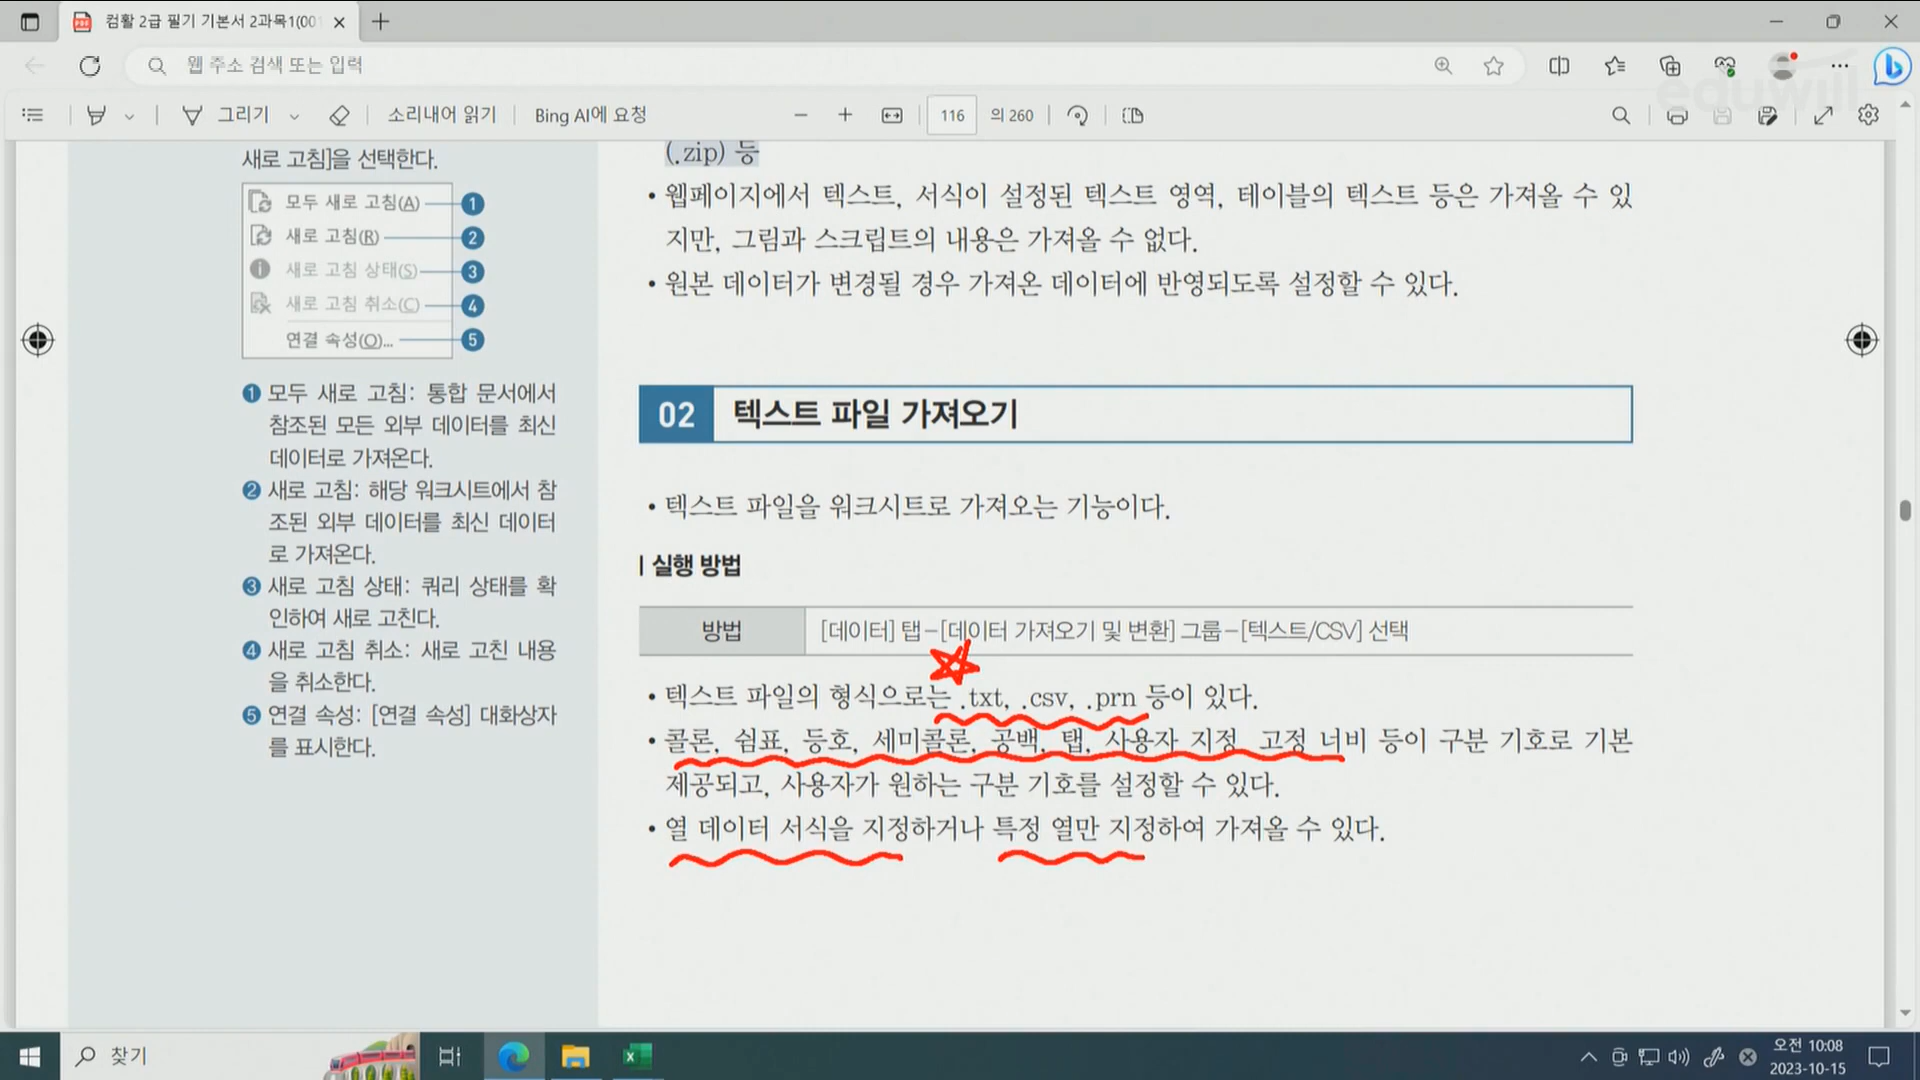 컴활 2급 필기 기본서 2과목1(001
웹 주소 검색 또는 입력
eduwill
그리기
소리내어 읽기
Bing AI에 요청
116
의 260
새로 고침]을 선택한다.
모두 새로 고침(A) 1
새로 고침(R) 2
새로 고침 상태(S) 3
새로 고침 취소(C) 4
연결 속성(O)... 5
1 모두 새로 고침: 통합 문서에서
참조된 모든 외부 데이터를 최신
데이터로 가져온다.
2 새로 고침: 해당 워크시트에서 참
조된 외부 데이터를 최신 데이터
로 가져온다.
3 새로 고침 상태: 쿼리 상태를 확
인하여 새로 고친다.
4 새로 고침 취소: 새로 고친 내용
을 취소한다.
5 연결 속성: [연결 속성] 대화상자
를 표시한다.
(.zip) 등
• 웹페이지에서 텍스트, 서식이 설정된 텍스트 영역, 테이블의 텍스트 등은 가져올 수 있
지만, 그림과 스크립트의 내용은 가져올 수 없다.
• 원본 데이터가 변경될 경우 가져온 데이터에 반영되도록 설정할 수 있다.
02 텍스트 파일 가져오기
• 텍스트 파일을 워크시트로 가져오는 기능이다.
| 실행 방법
방법 [데이터] 탭-[데이터 가져오기 및 변환] 그룹-[텍스트/CSV] 선택
• 텍스트 파일의 형식으로는 .txt, .csv, .prn 등이 있다.
• 콜론, 쉼표, 등호, 세미콜론, 공백, 탭, 사용자 지정, 고정 너비 등이 구분 기호로 기본
제공되고, 사용자가 원하는 구분 기호를 설정할 수 있다.
• 열 데이터 서식을 지정하거나 특정 열만 지정하여 가져올 수 있다.
찾기
오전 10:08
2023-10-15